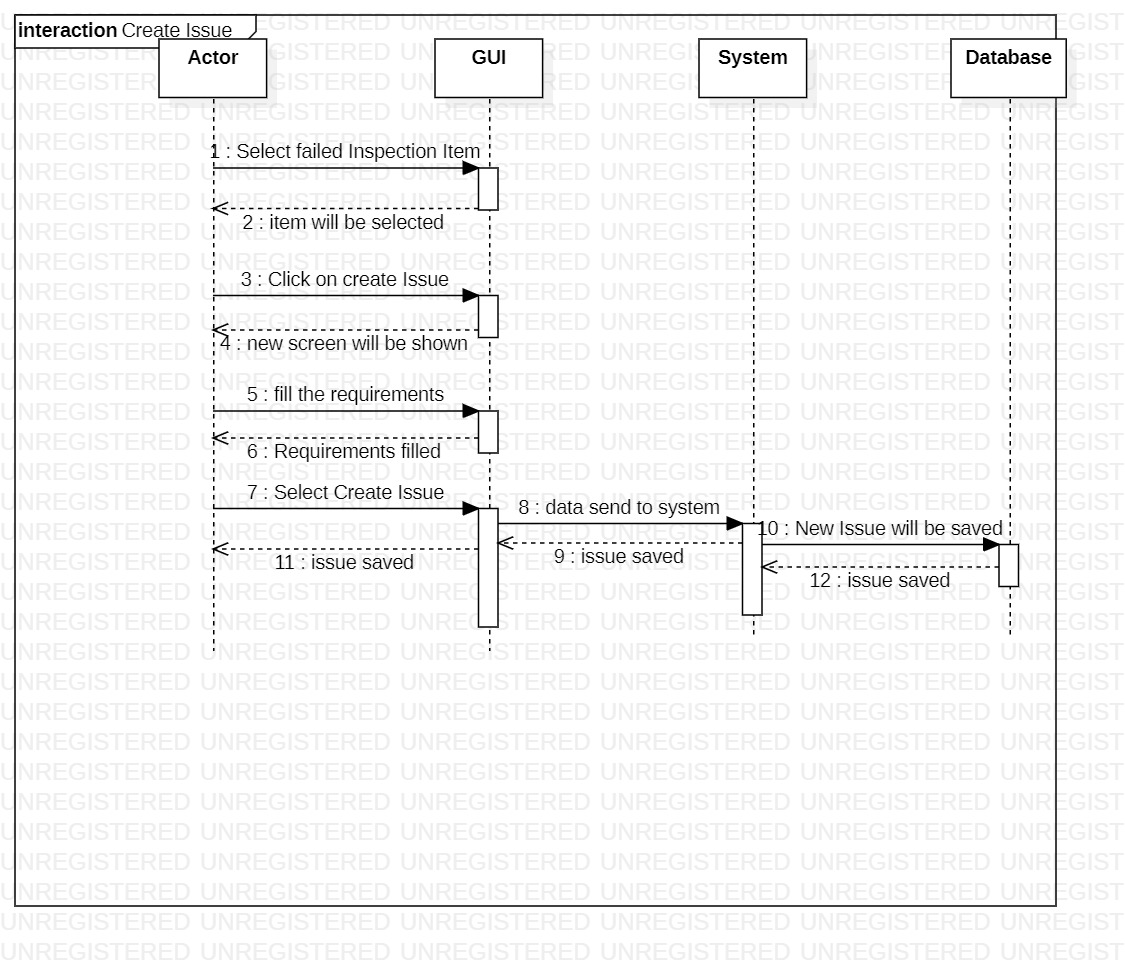 interaction Create Issue
Actor
GUI
System
Database
1 : Select failed Inspection Item
2 : item will be selected
3 : Click on create Issue
4 : new screen will be shown
5 : fill the requirements
6 : Requirements filled
7 : Select Create Issue
8 : data send to system
10 : New Issue will be saved
9 : issue saved
11 : issue saved
12 : issue saved
UNREGISTERED